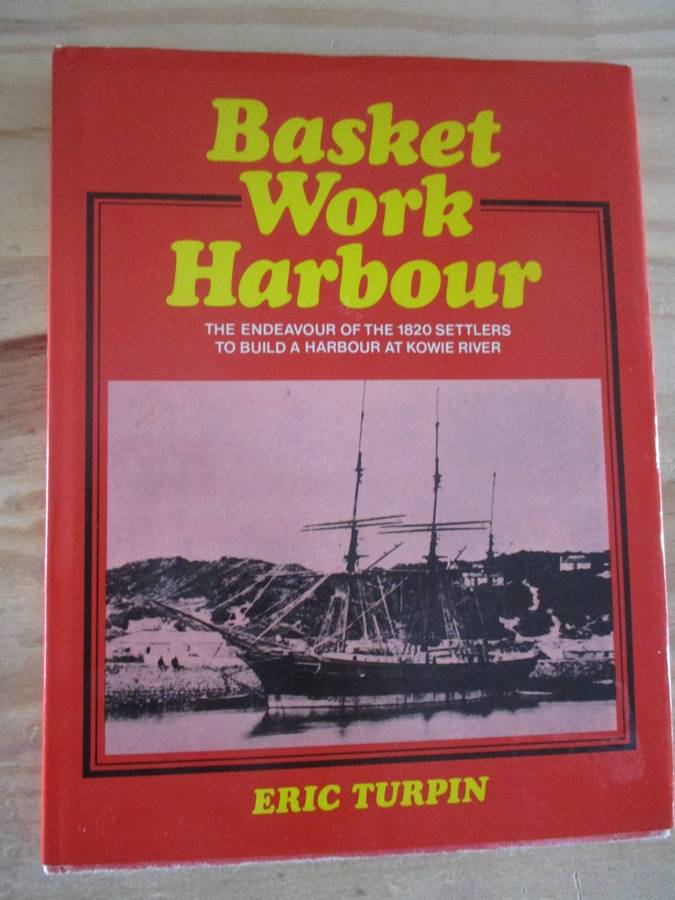 Basket
Work
Harbour
THE ENDEAVOUR OF THE 1820 SETTLERS
TO BUILD A HARBOUR AT KOWIE RIVER
ERIC TURPIN